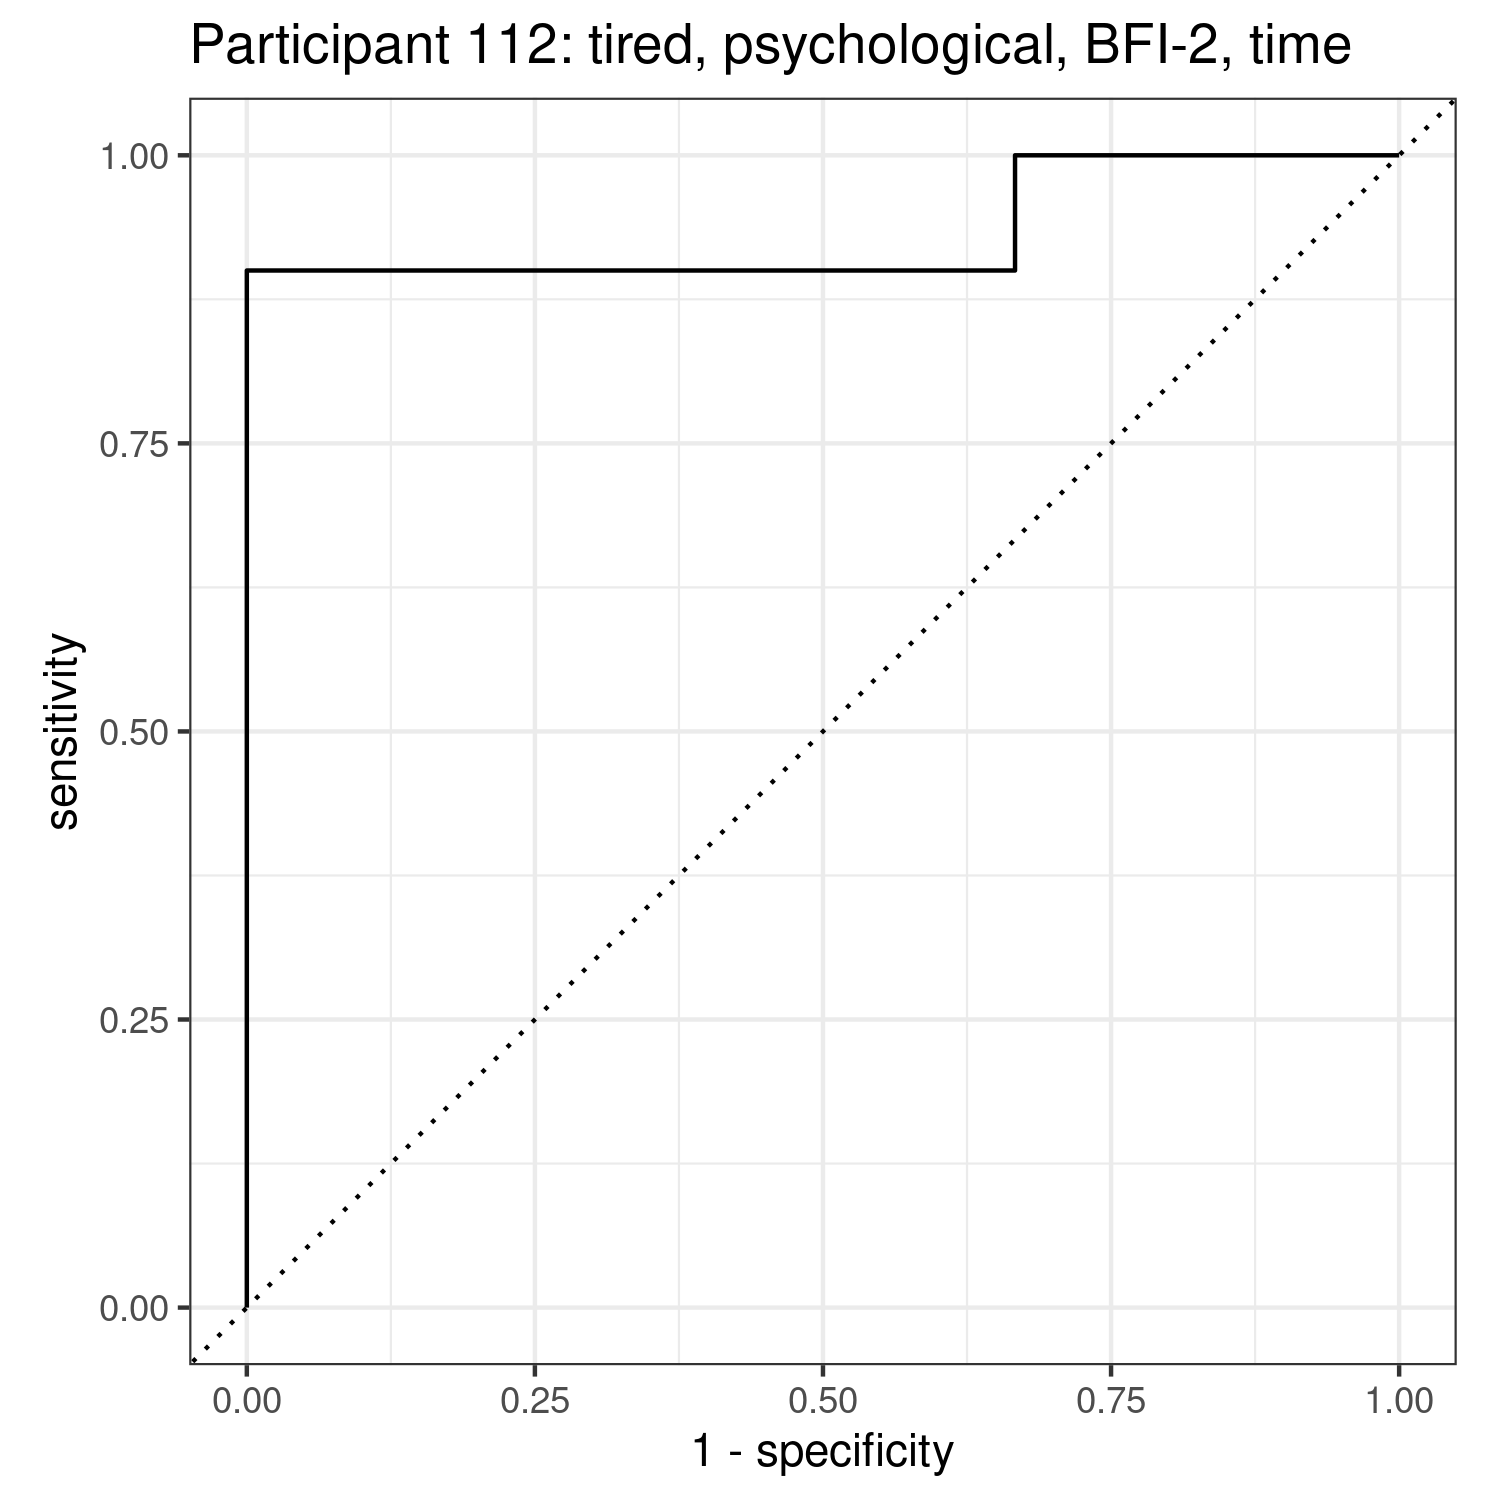 Participant 112: tired, psychological, BFI-2, time
1.00
0.75
0.50
0.25
0.00
sensitivity
0.00 0.25 0.50 0.75 1.00
1 - specificity